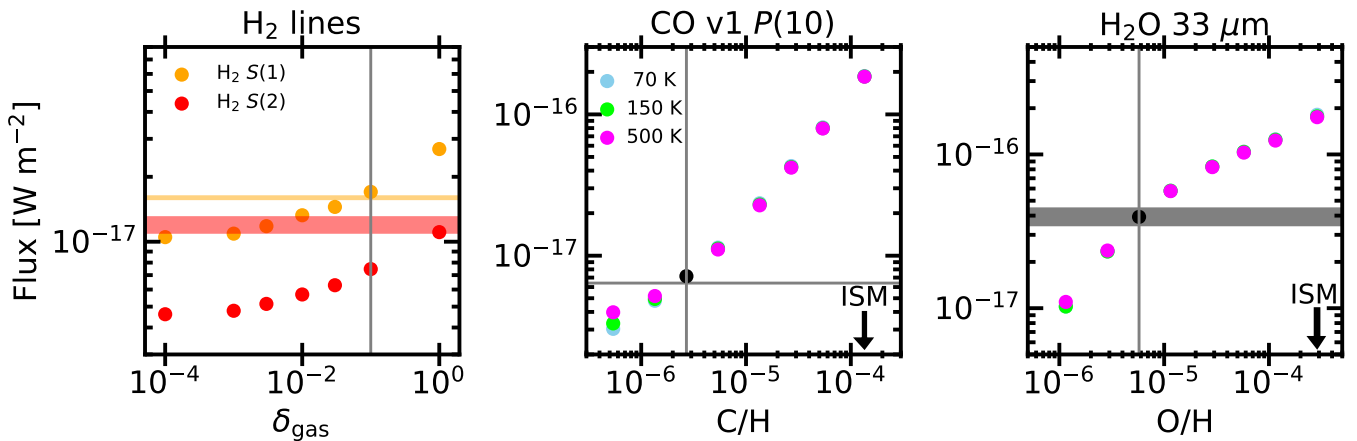 H₂ lines
Flux [W m⁻²]
10⁻¹⁷
H₂ S(1)
H₂ S(2)
10⁻⁴
10⁻²
10⁰
δgas
CO v1 P(10)
10⁻¹⁶
10⁻¹⁷
70 K
150 K
500 K
ISM
10⁻⁶
10⁻⁵
10⁻⁴
C/H
H₂O 33 μm
10⁻¹⁶
10⁻¹⁷
ISM
10⁻⁶
10⁻⁵
10⁻⁴
O/H